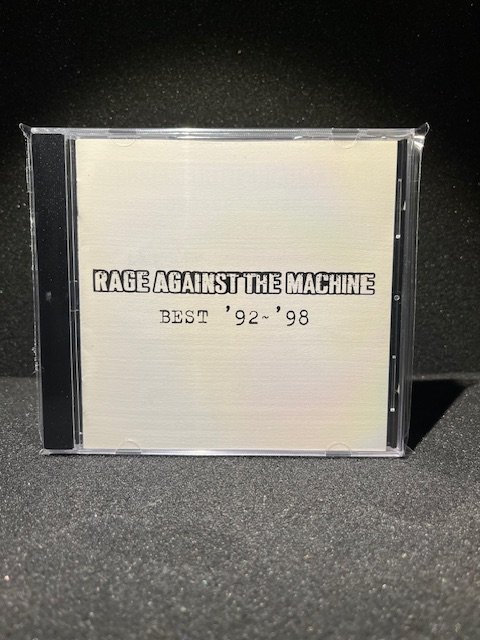 RAGE AGAINST THE MACHINE
BEST '92~'98